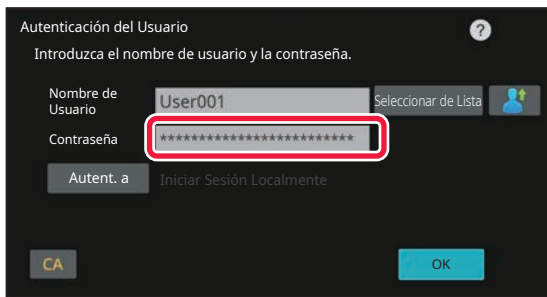 Autenticación del Usuario
?
Introduzca el nombre de usuario y la contraseña.
Nombre de
Usuario
User001
Seleccionar de Lista
Contraseña
*************************
Autent. a
Iniciar Sesión Localmente
CA
OK